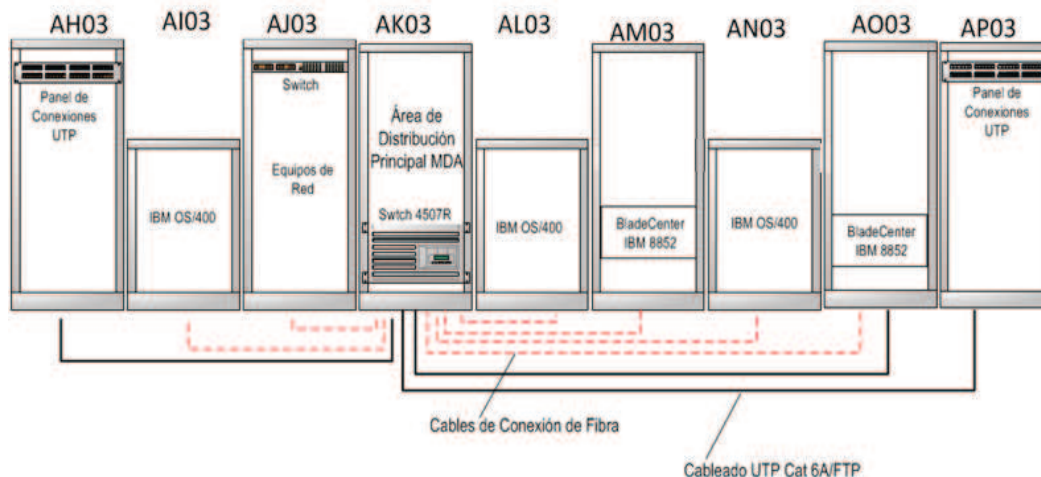 AH03 AI03 AJ03 AK03 AL03 AM03 AN03 AO03 AP03
Panel de
Conexiones
UTP
IBM OS/400
Switch
Equipos de
Red
Área de
Distribución
Principal MDA
Swtch 4507R
IBM OS/400
BladeCenter
IBM 8852
IBM OS/400
BladeCenter
IBM 8852
Panel de
Conexiones
UTP
Cables de Conexión de Fibra
Cableado UTP Cat 6A/FTP